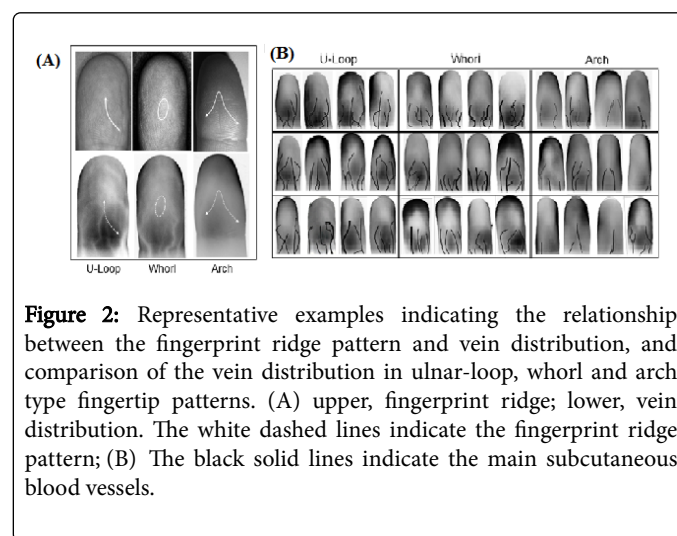 (A)
(B)
U-Loop Whorl Arch
U-Loop Whorl Arch
Figure 2: Representative examples indicating the relationship
between the fingerprint ridge pattern and vein distribution, and
comparison of the vein distribution in ulnar-loop, whorl and arch
type fingertip patterns. (A) upper, fingerprint ridge; lower, vein
distribution. The white dashed lines indicate the fingerprint ridge
pattern; (B) The black solid lines indicate the main subcutaneous
blood vessels.